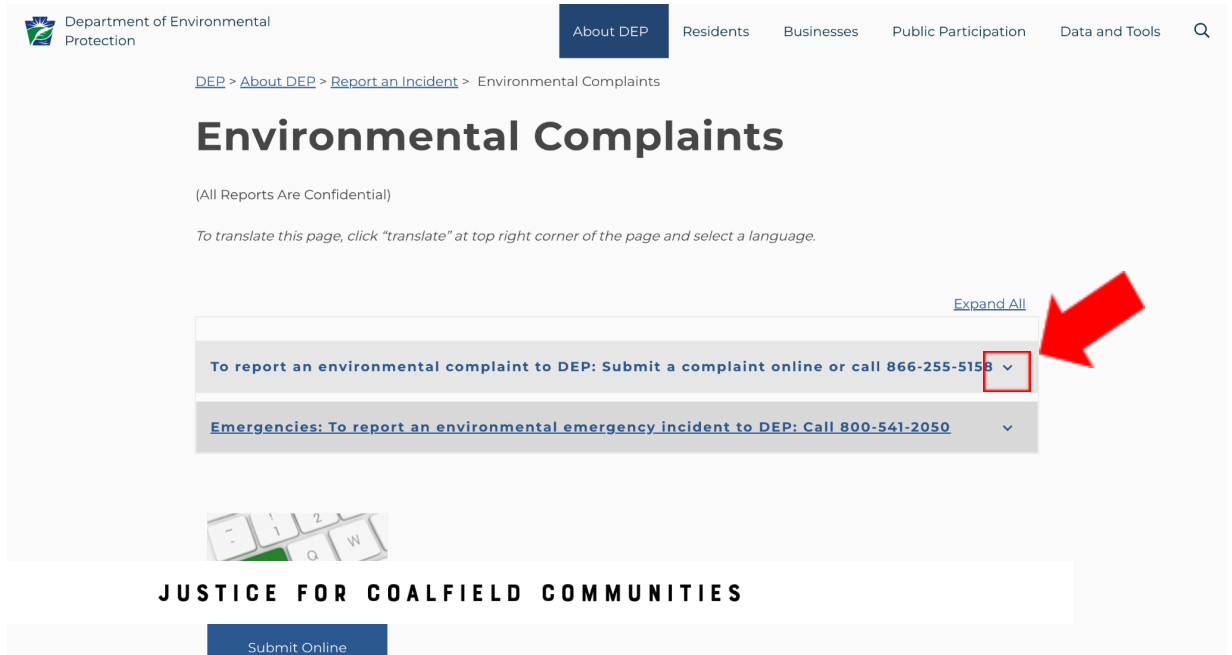 Department of Environmental
Protection
About DEP Residents Businesses Public Participation Data and Tools
DEP > About DEP > Report an Incident > Environmental Complaints
Environmental Complaints
(All Reports Are Confidential)
To translate this page, click “translate” at top right corner of the page and select a language.
Expand All
To report an environmental complaint to DEP: Submit a complaint online or call 866-255-5158
Emergencies: To report an environmental emergency incident to DEP: Call 800-541-2050
! 2
1
Q W
JUSTICE FOR COALFIELD COMMUNITIES
Submit Online